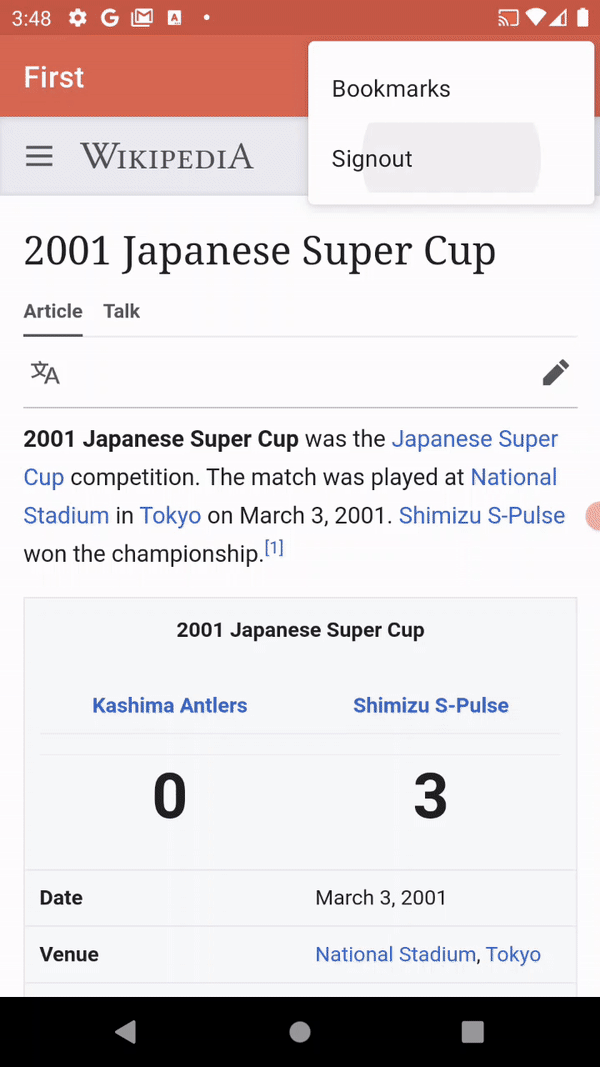 3:48
First
Bookmarks
Signout
WIKIPEDIA
2001 Japanese Super Cup
Article Talk
2001 Japanese Super Cup was the Japanese Super
Cup competition. The match was played at National
Stadium in Tokyo on March 3, 2001. Shimizu S-Pulse
won the championship.[1]
2001 Japanese Super Cup
Kashima Antlers Shimizu S-Pulse
0 3
Date March 3, 2001
Venue National Stadium, Tokyo